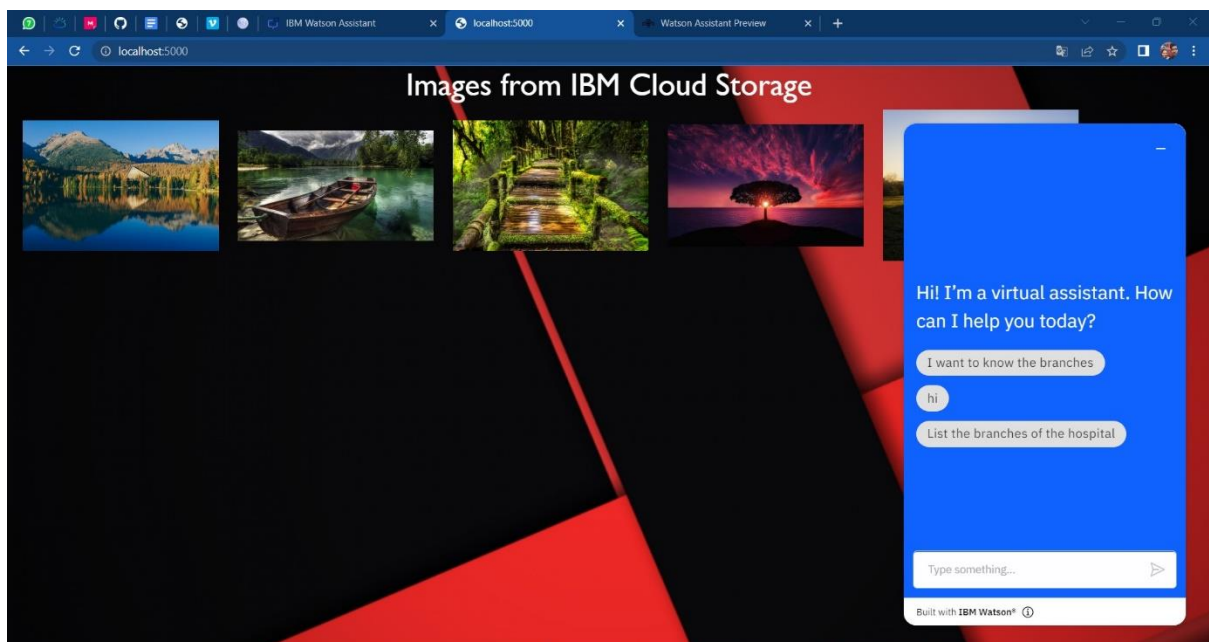 IBM Watson Assistant
localhost:5000
Watson Assistant Preview
localhost:5000
Images from IBM Cloud Storage
Hi! I'm a virtual assistant. How
can I help you today?
I want to know the branches
hi
List the branches of the hospital
Type something...
Built with IBM Watson®